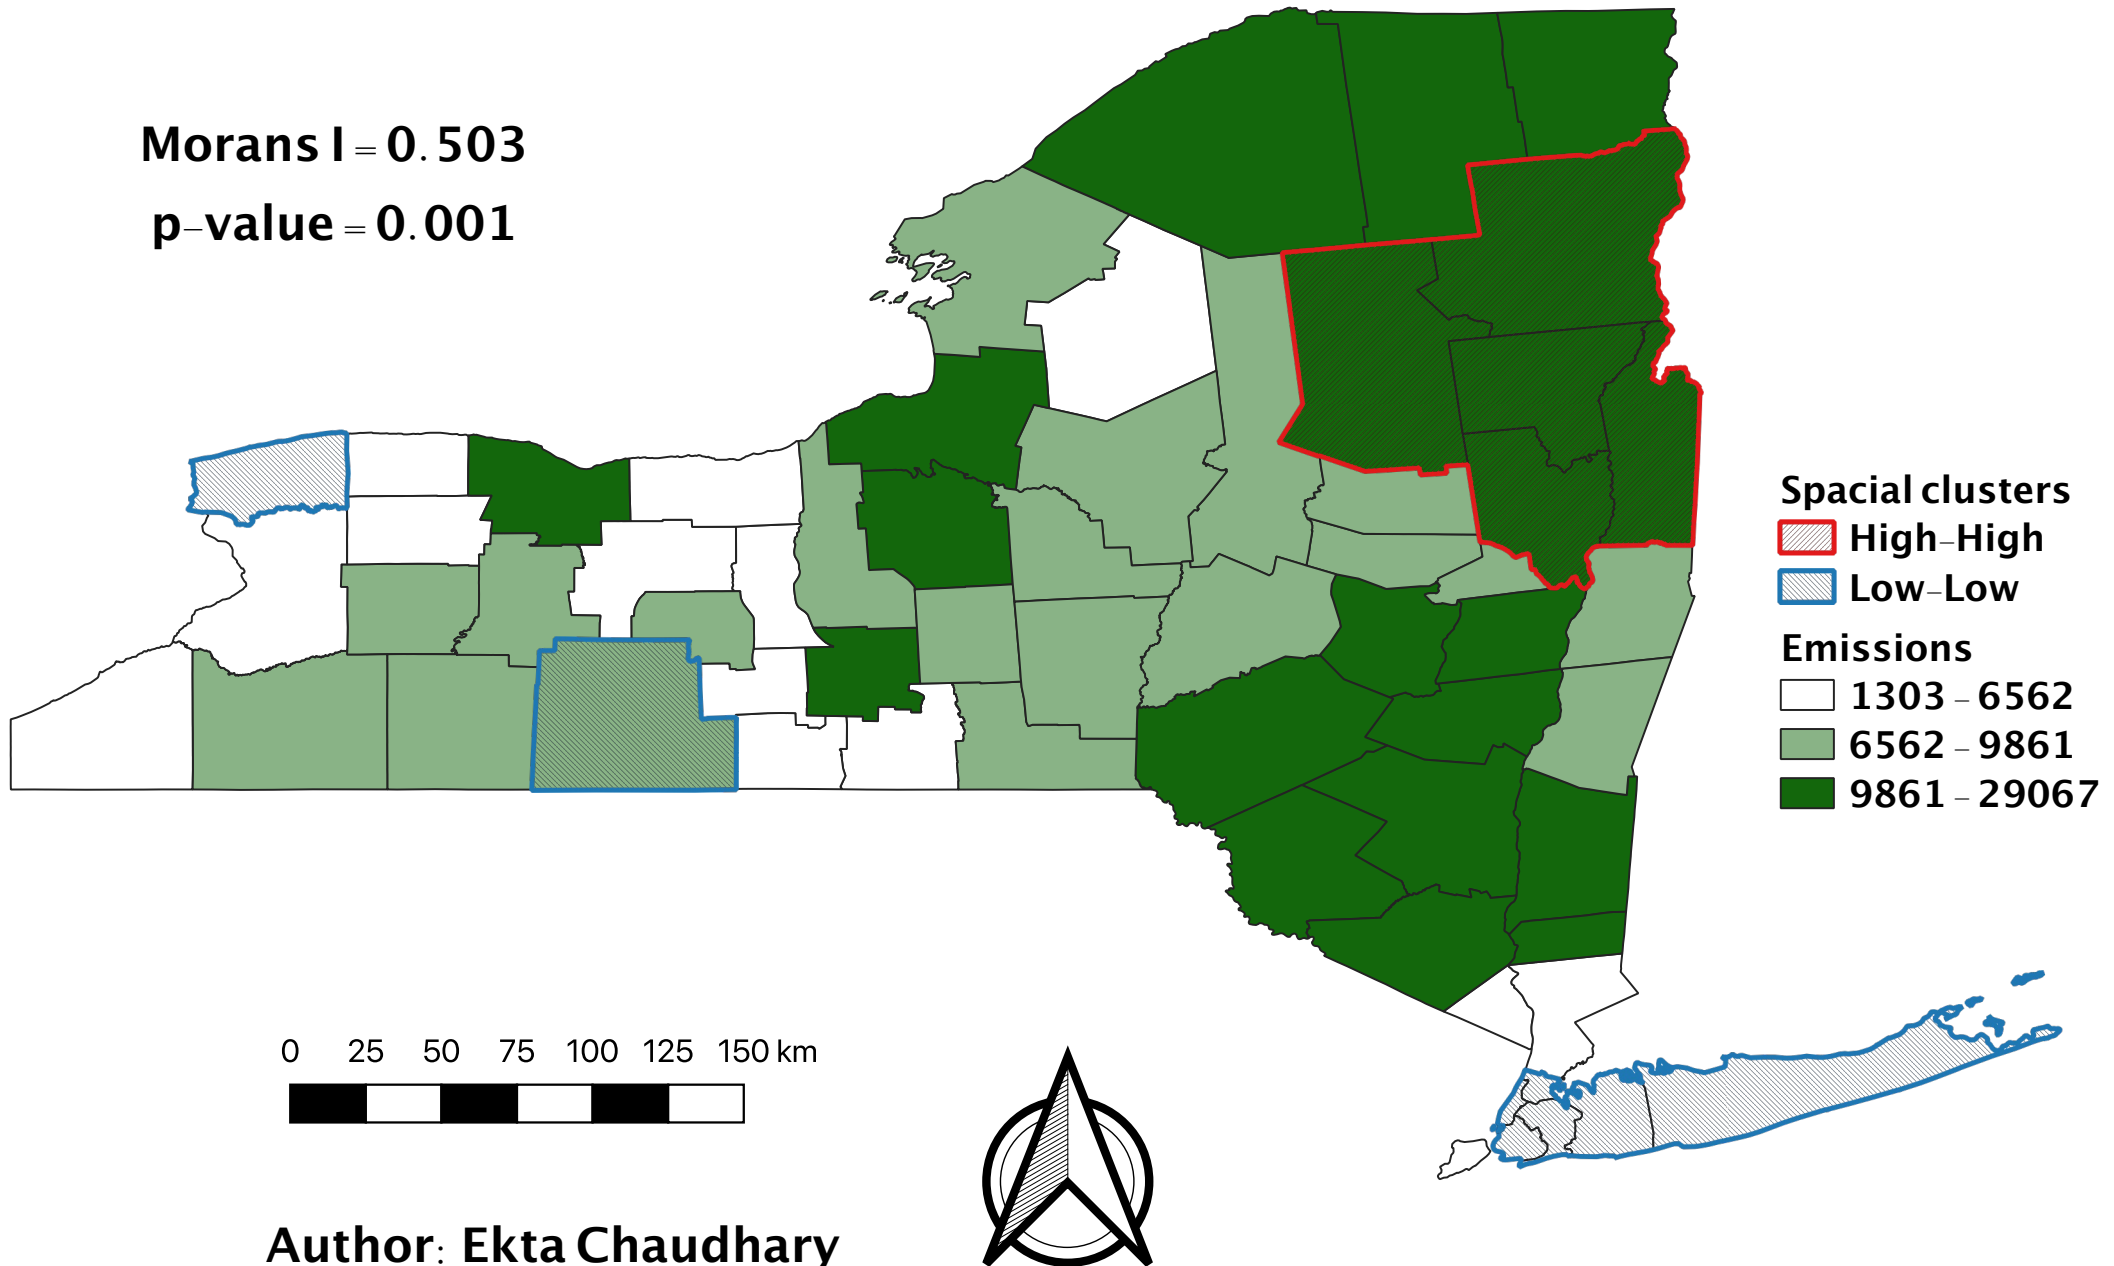 Morans I = 0.503
p-value = 0.001
Spacial clusters
High-High
Low-Low
Emissions
1303 - 6562
6562 - 9861
9861 - 29067
0 25 50 75 100 125 150 km
Author: Ekta Chaudhary